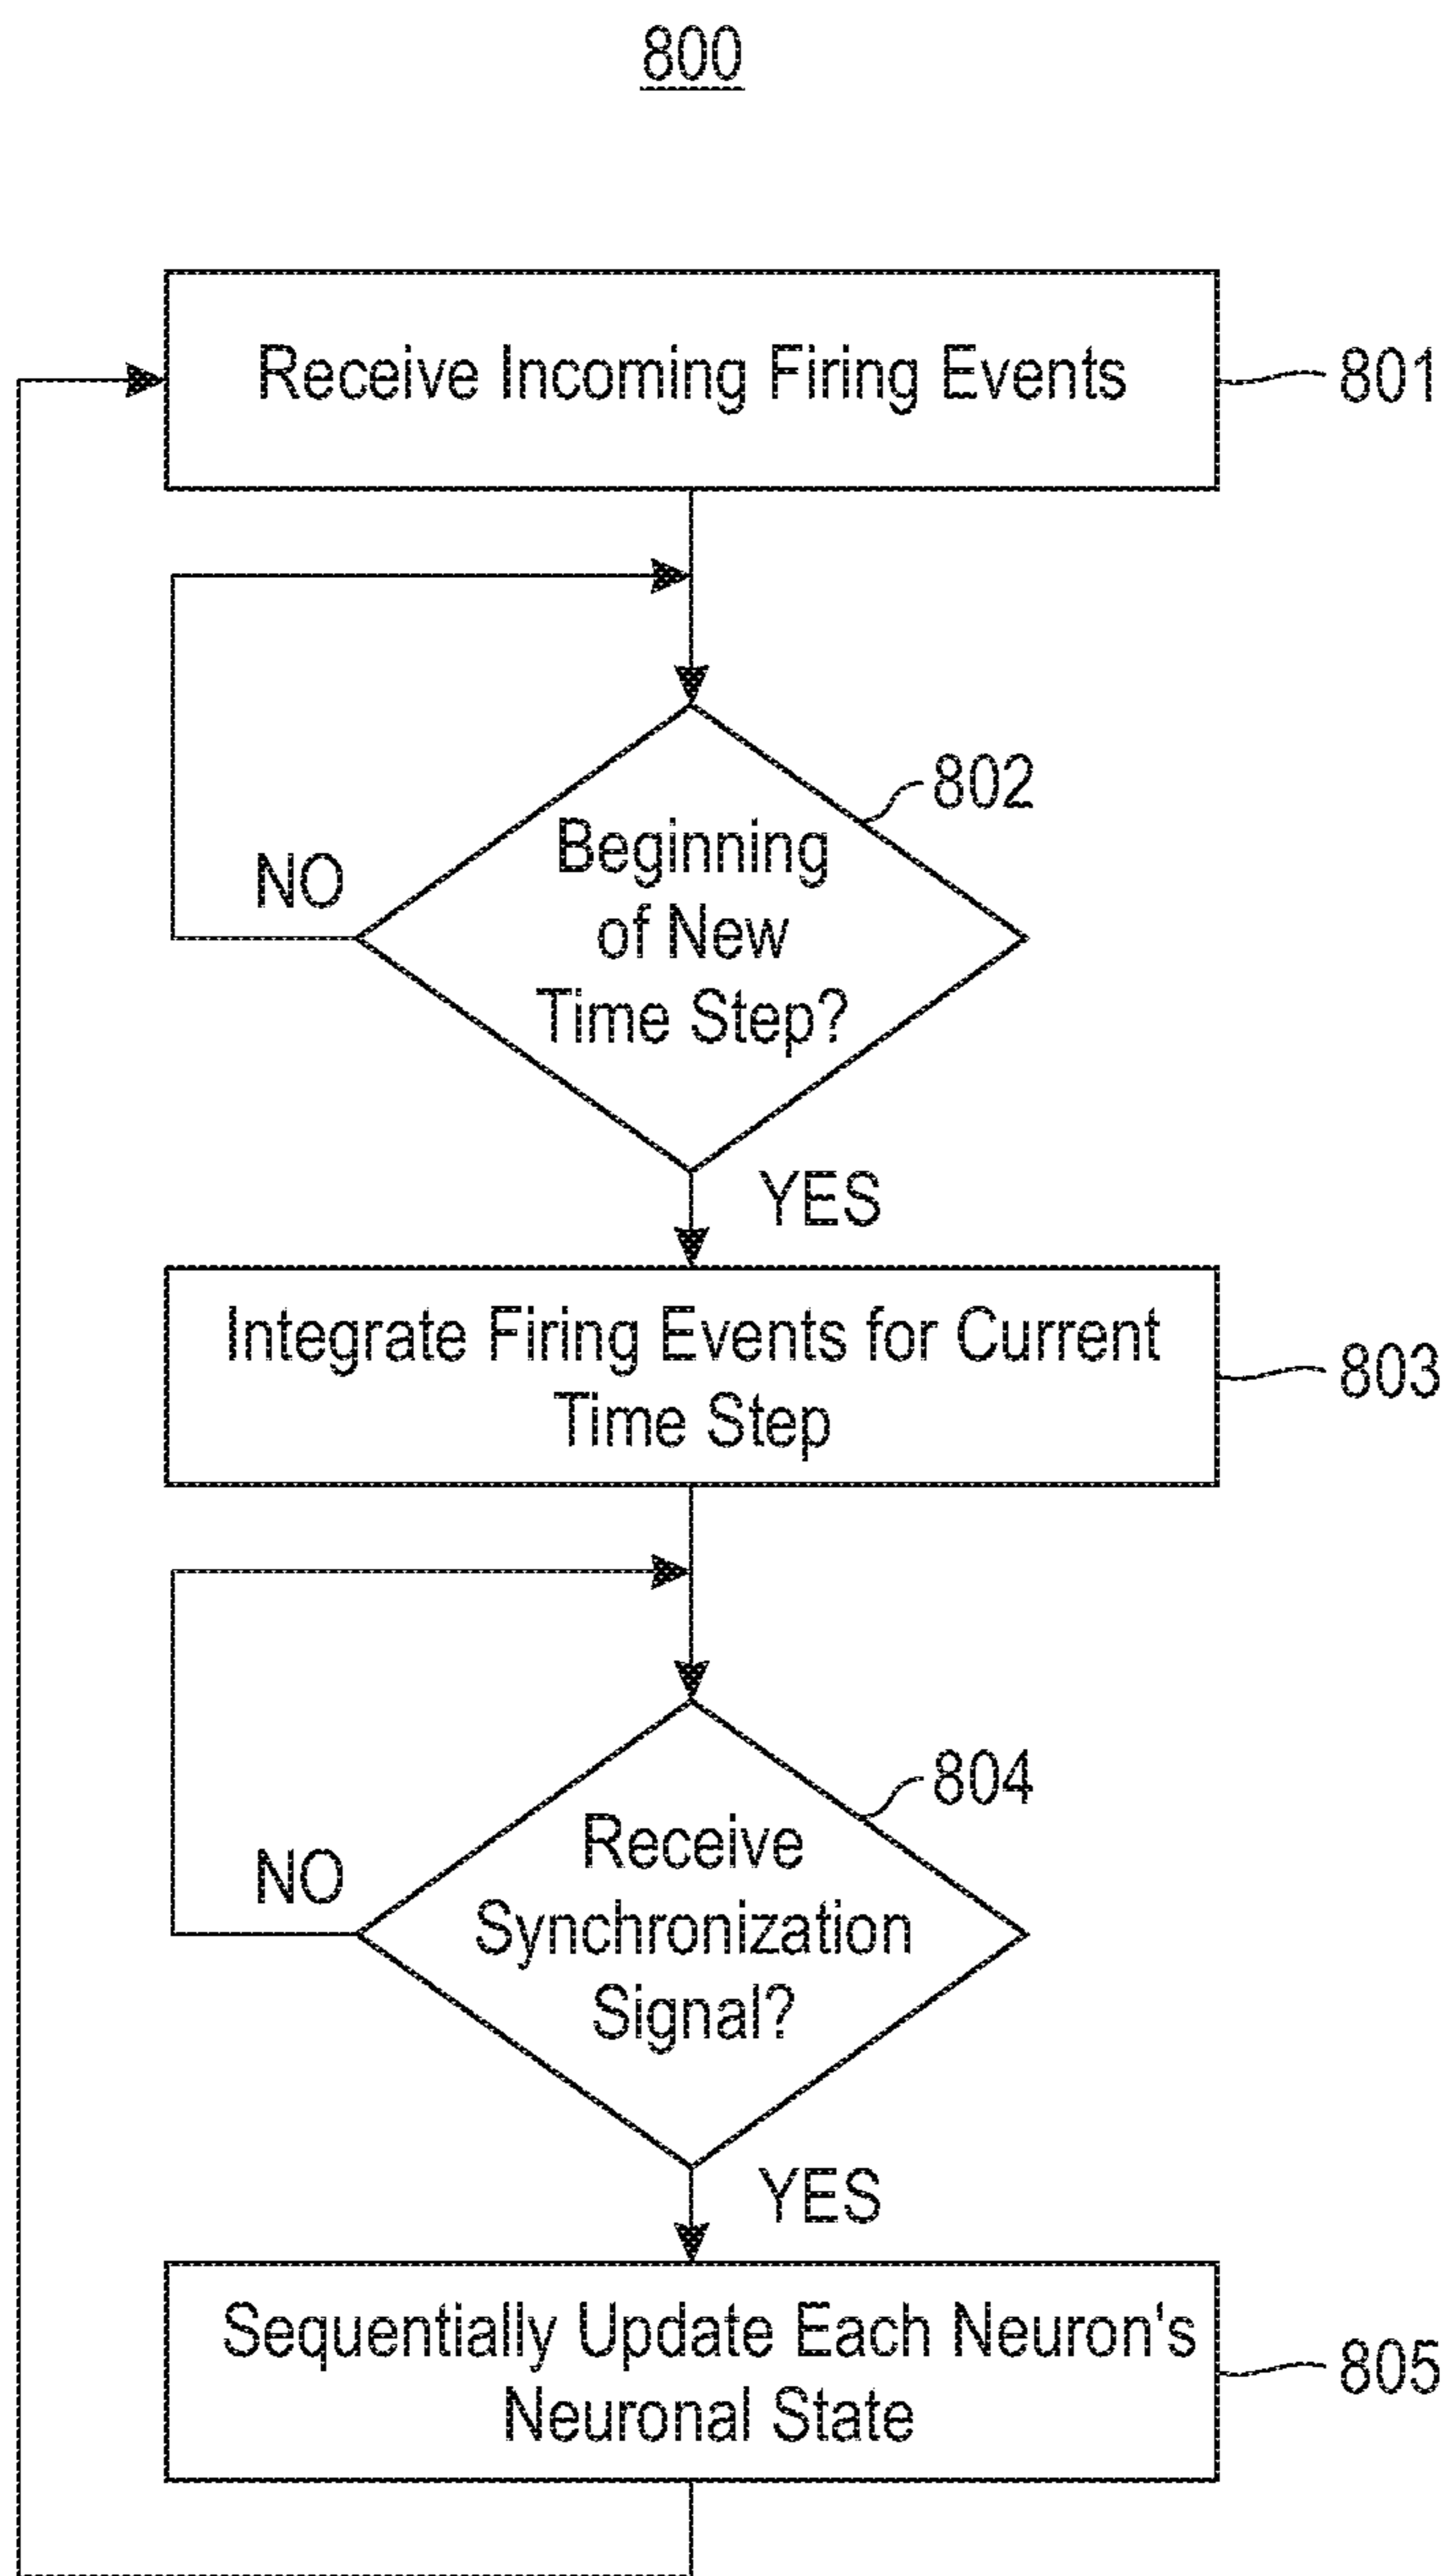 800
Receive Incoming Firing Events
801
802
Beginning
of New
Time Step?
NO
YES
Integrate Firing Events for Current
Time Step
803
804
Receive
Synchronization
Signal?
NO
YES
Sequentially Update Each Neuron's
Neuronal State
805